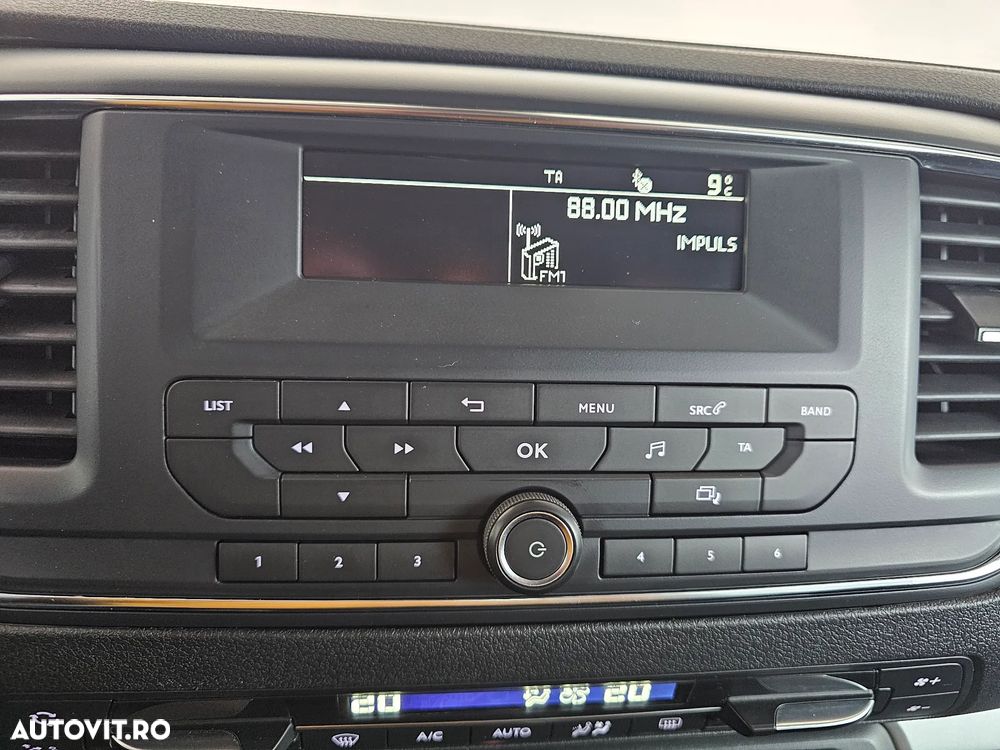 TA 9°C
88.00 MHz
IMPULS
FM1
LIST MENU SRC BAND
OK TA
1 2 3 4 5 6
20 20
A/C AUTO
AUTOVIT.RO